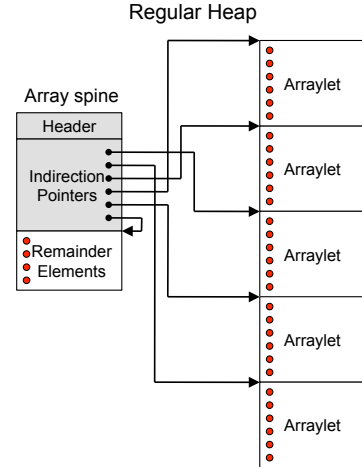 Regular Heap
Array spine
Header
Indirection
Pointers
Remainder
Elements
Arraylet
Arraylet
Arraylet
Arraylet
Arraylet